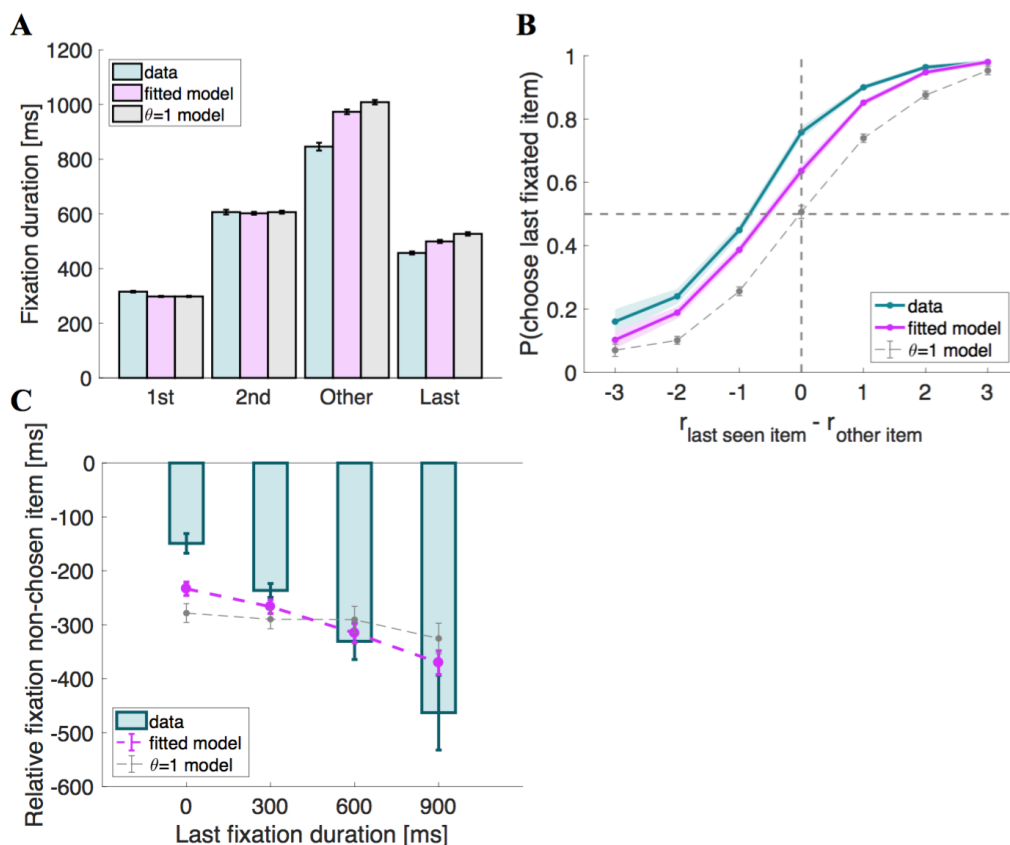 A
1200
1000
800
600
400
200
0
Fixation duration [ms]
data
fitted model
θ=1 model
1st 2nd Other Last
B
1
0.8
0.6
0.4
0.2
0
P(choose last fixated item)
data
fitted model
θ=1 model
-3 -2 -1 0 1 2 3
r last seen item - r other item
C
0
-100
-200
-300
-400
-500
-600
Relative fixation non-chosen item [ms]
data
fitted model
θ=1 model
0 300 600 900
Last fixation duration [ms]